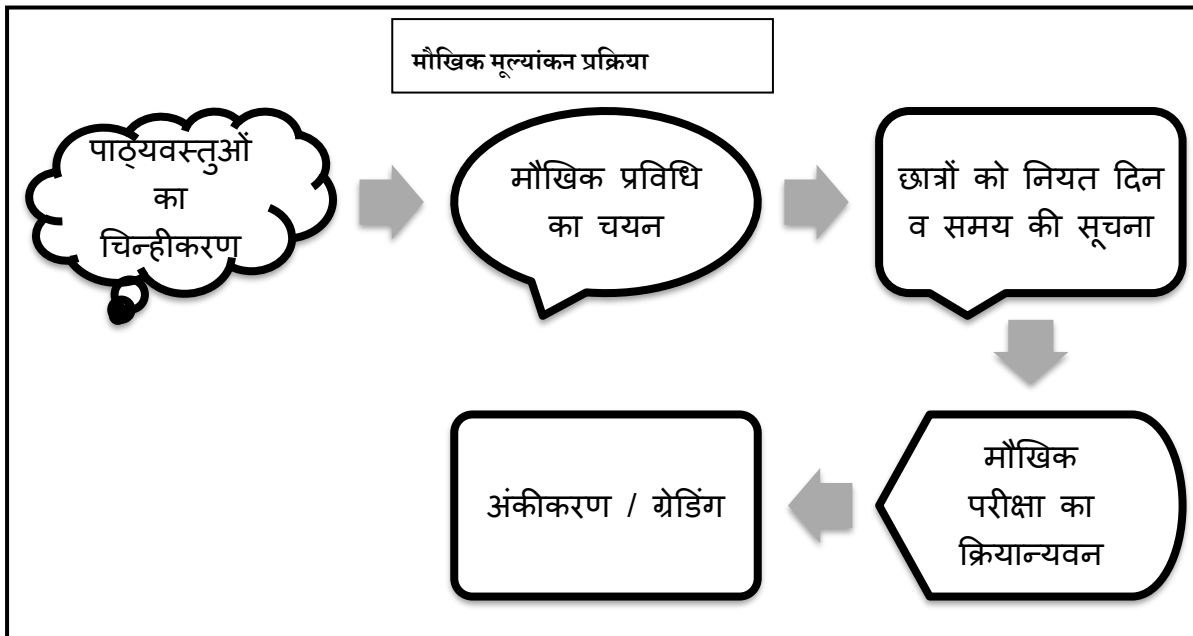 मौखिक मूल्यांकन प्रक्रिया
पाठ्यवस्तुओं
का
चिन्हीकरण
मौखिक प्रविधि
का चयन
छात्रों को नियत दिन
व समय की सूचना
मौखिक
परीक्षा का
क्रियान्यवन
अंकीकरण / ग्रेडिंग